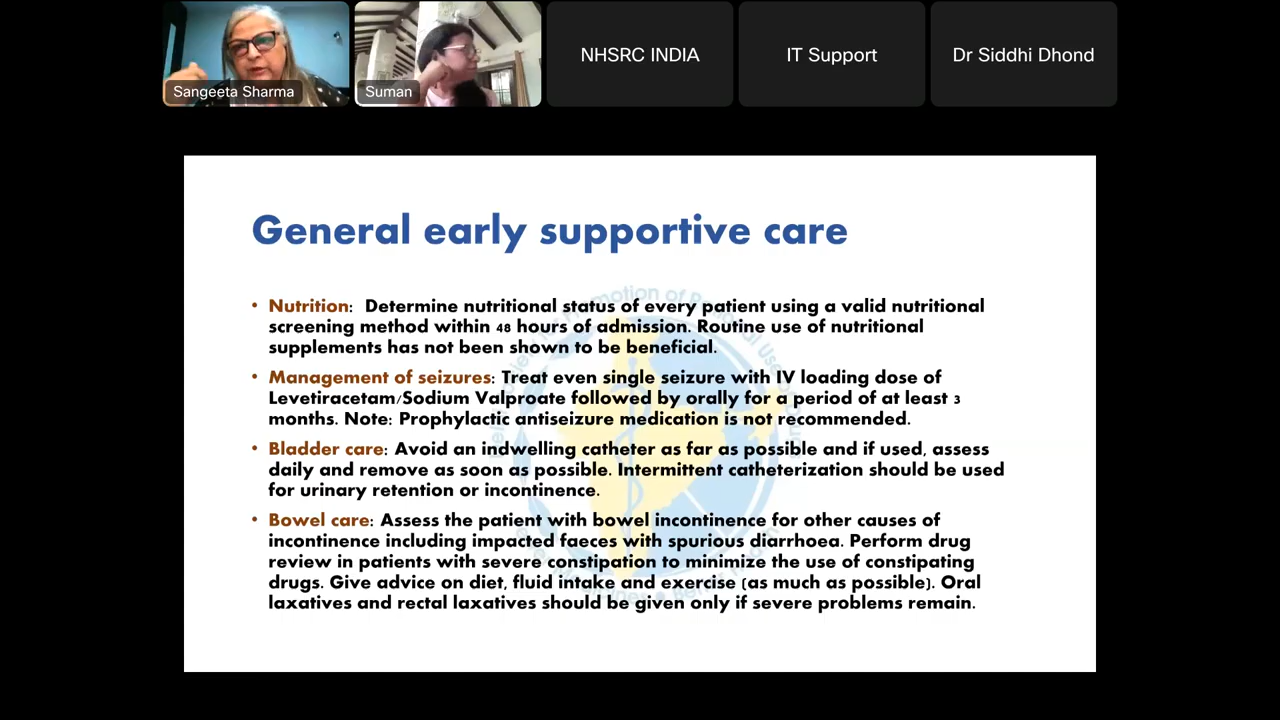 Sangeeta Sharma
Suman
NHSRC INDIA
IT Support
Dr Siddhi Dhond
General early supportive care
• Nutrition: Determine nutritional status of every patient using a valid nutritional
screening method within 48 hours of admission. Routine use of nutritional
supplements has not been shown to be beneficial.
• Management of seizures: Treat even single seizure with IV loading dose of
Levetiracetam/Sodium Valproate followed by orally for a period of at least 3
months. Note: Prophylactic antiseizure medication is not recommended.
• Bladder care: Avoid an indwelling catheter as far as possible and if used, assess
daily and remove as soon as possible. Intermittent catheterization should be used
for urinary retention or incontinence.
• Bowel care: Assess the patient with bowel incontinence for other causes of
incontinence including impacted faeces with spurious diarrhoea. Perform drug
review in patients with severe constipation to minimize the use of constipating
drugs. Give advice on diet, fluid intake and exercise (as much as possible). Oral
laxatives and rectal laxatives should be given only if severe problems remain.